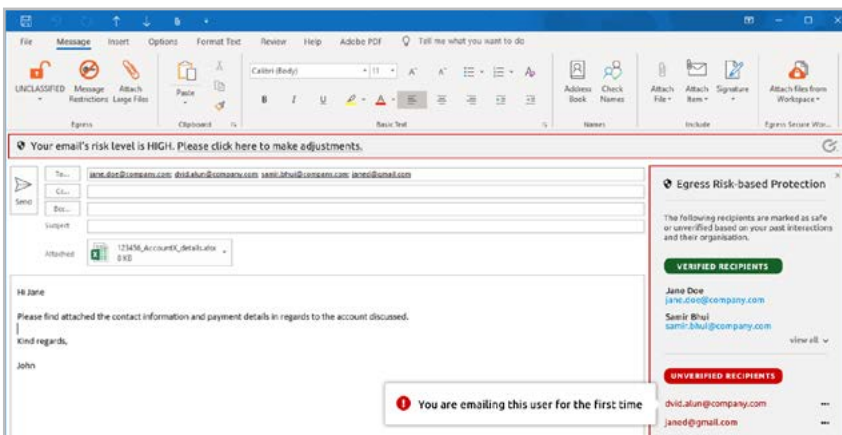 File Message Insert Options Format Text Review Help Adobe PDF Tell me what you want to do
UNCLASSIFIED
Message Restrictions
Attach Large Files
Paste
Calibri (Body) 11
B I U
Address Book
Check Names
Attach File
Attach Item
Signature
Attach files from Workspace
Egress Clipboard Basic Text Names Include Egress Secure Wor...
Your email's risk level is HIGH. Please click here to make adjustments.
Send
To... jane.doe@company.com; dvid.alun@company.com; samir.bhui@company.com; janed@gmail.com
Cc...
Bcc...
Subject
Attached 123456_AccountX_details.xlsx
0 KB
Hi Jane
Please find attached the contact information and payment details in regards to the account discussed.
Kind regards,
John
Egress Risk-based Protection
The following recipients are marked as safe
or unverified based on your past interactions
and their organisation.
VERIFIED RECIPIENTS
Jane Doe
jane.doe@company.com
Samir Bhui
samir.bhui@company.com
view all
UNVERIFIED RECIPIENTS
You are emailing this user for the first time
dvid.alun@company.com
janed@gmail.com